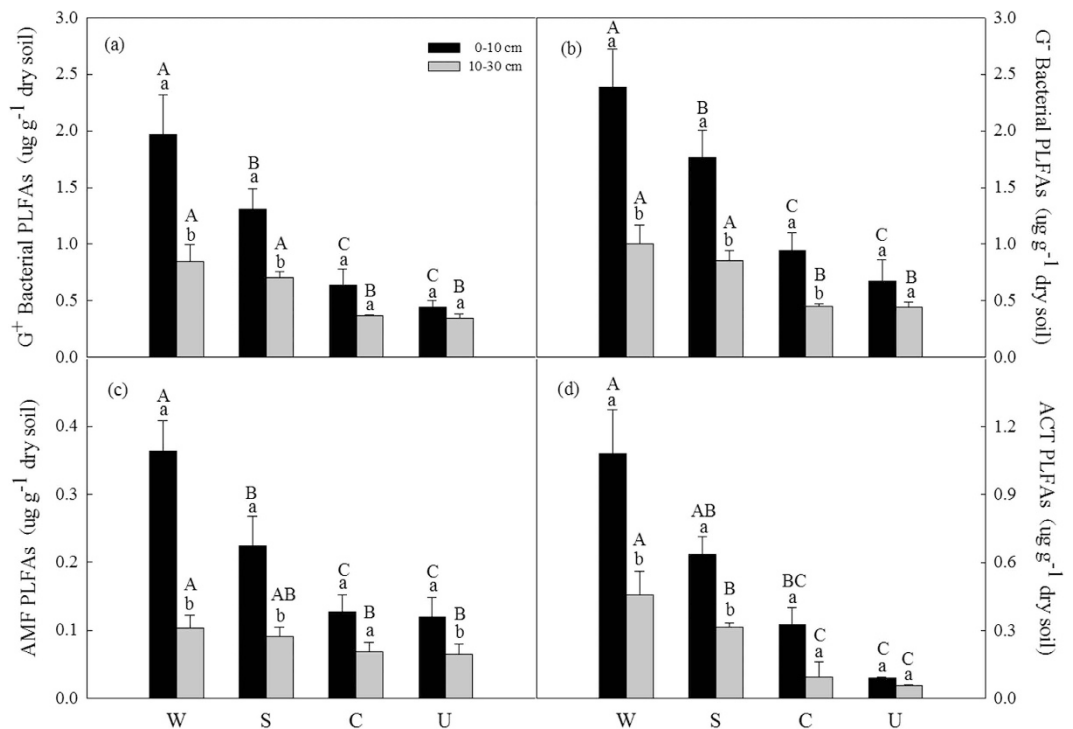 3.0
2.5
2.0
1.5
1.0
0.5
0.0
G+ Bacterial PLFAs (ug g-1 dry soil)
(a)
0-10 cm
10-30 cm
A
a
A
b
B
a
A
b
C
a
B
a
C
a
B
a
(b)
A
a
A
b
B
a
A
b
C
a
B
b
C
a
B
a
3.0
2.5
2.0
1.5
1.0
0.5
0.0
G- Bacterial PLFAs (ug g-1 dry soil)
0.4
0.3
0.2
0.1
0.0
AMF PLFAs (ug g-1 dry soil)
(c)
A
a
A
b
B
a
AB
b
C
a
B
a
C
a
B
b
W
S
C
U
(d)
A
a
A
b
AB
a
B
b
BC
a
C
a
C
a
C
a
W
S
C
U
1.2
0.9
0.6
0.3
0.0
ACT PLFAs (ug g-1 dry soil)